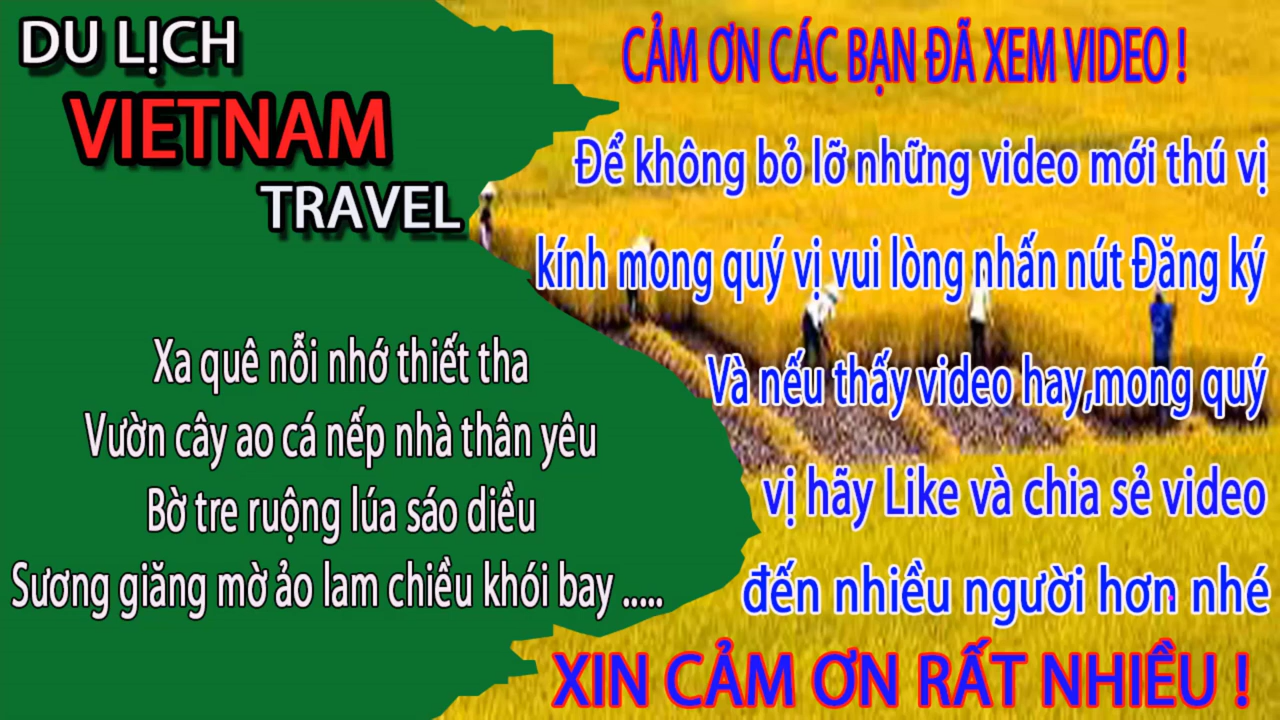 DU LỊCH
VIETNAM
TRAVEL
Xa quê nỗi nhớ thiết tha
Vườn cây ao cá nếp nhà thân yêu
Bờ tre ruộng lúa sáo diều
Sương giăng mờ ảo lam chiều khói bay .....
CẢM ƠN CÁC BẠN ĐÃ XEM VIDEO !
Để không bỏ lỡ những video mới thú vị
kính mong quý vị vui lòng nhấn nút Đăng ký
Và nếu thấy video hay,mong quý
vị hãy Like và chia sẻ video
đến nhiều người hơn nhé
XIN CẢM ƠN RẤT NHIỀU !